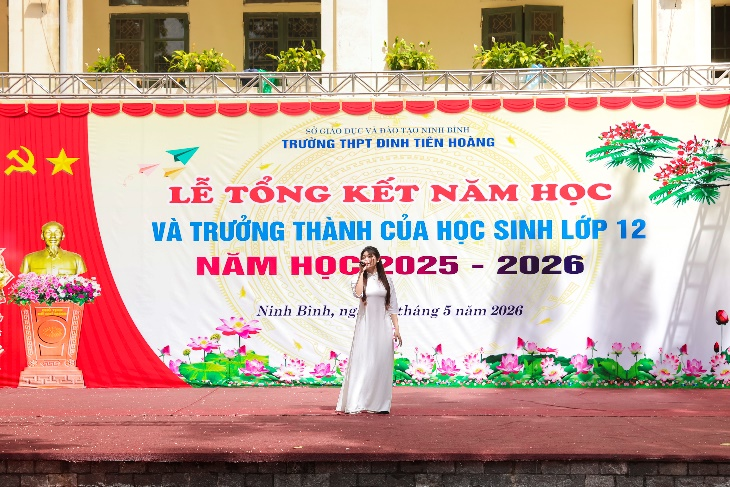 SỞ GIÁO DỤC VÀ ĐÀO TẠO NINH BÌNH
TRƯỜNG THPT ĐINH TIÊN HOÀNG
LỄ TỔNG KẾT NĂM HỌC
VÀ TRƯỞNG THÀNH CỦA HỌC SINH LỚP 12
NĂM HỌC 2025 - 2026
Ninh Bình, tháng 5 năm 2026